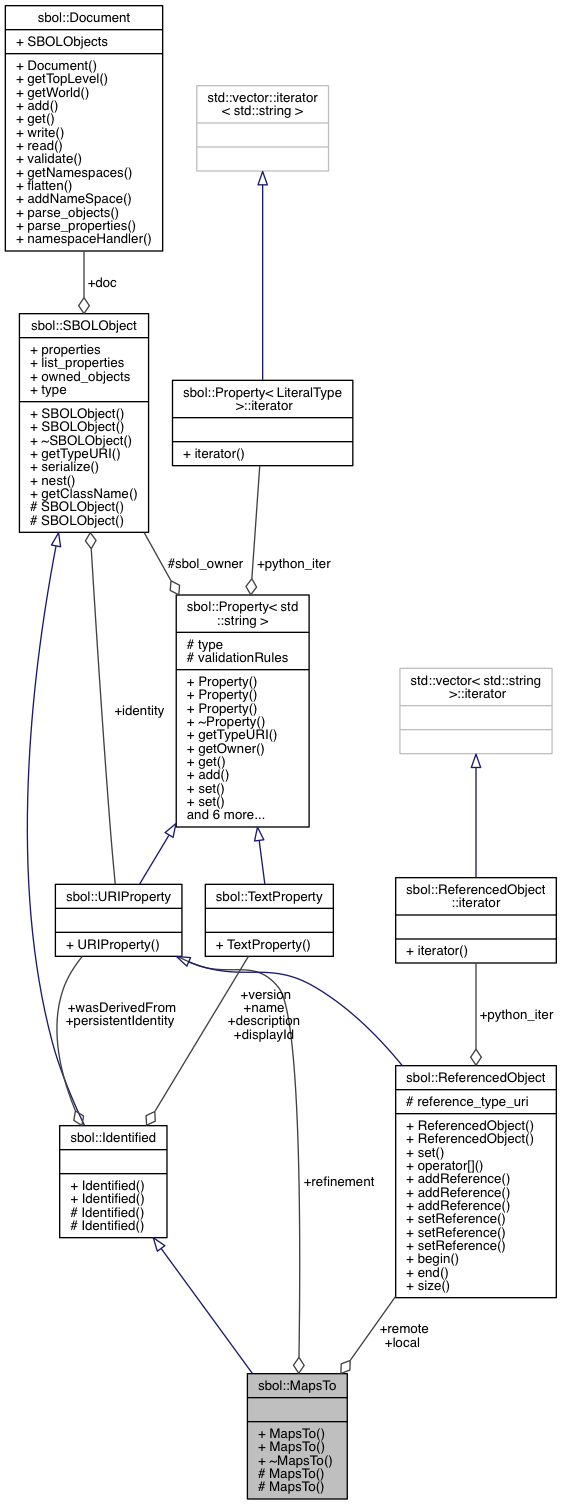 sbol::Document
+ SBOLObjects
+ Document()
+ getTopLevel()
+ getWorld()
+ add()
+ get()
+ write()
+ read()
+ validate()
+ getNamespaces()
+ flatten()
+ addNameSpace()
+ parse_objects()
+ parse_properties()
+ namespaceHandler()
std::vector::iterator
< std::string >
+doc
sbol::SBOLObject
+ properties
+ list_properties
+ owned_objects
+ type
+ SBOLObject()
+ SBOLObject()
+ ~SBOLObject()
+ getTypeURI()
+ serialize()
+ nest()
+ getClassName()
# SBOLObject()
# SBOLObject()
sbol::Property< LiteralType
>::iterator
+ iterator()
#sbol_owner
+python_iter
sbol::Property< std
::string >
# type
# validationRules
+ Property()
+ Property()
+ Property()
+ ~Property()
+ getTypeURI()
+ getOwner()
+ get()
+ add()
+ set()
+ set()
and 6 more...
+identity
std::vector< std::string
>::iterator
sbol::URIProperty
+ URIProperty()
sbol::TextProperty
+ TextProperty()
sbol::ReferencedObject
::iterator
+ iterator()
+wasDerivedFrom
+persistentIdentity
+version
+name
+description
+displayId
+python_iter
sbol::ReferencedObject
# reference_type_uri
+ ReferencedObject()
+ ReferencedObject()
+ set()
+ operator[]()
+ addReference()
+ addReference()
+ addReference()
+ setReference()
+ setReference()
+ setReference()
+ begin()
+ end()
+ size()
sbol::Identified
+ Identified()
+ Identified()
# Identified()
# Identified()
+refinement
+remote
+local
sbol::MapsTo
+ MapsTo()
+ MapsTo()
+ ~MapsTo()
# MapsTo()
# MapsTo()